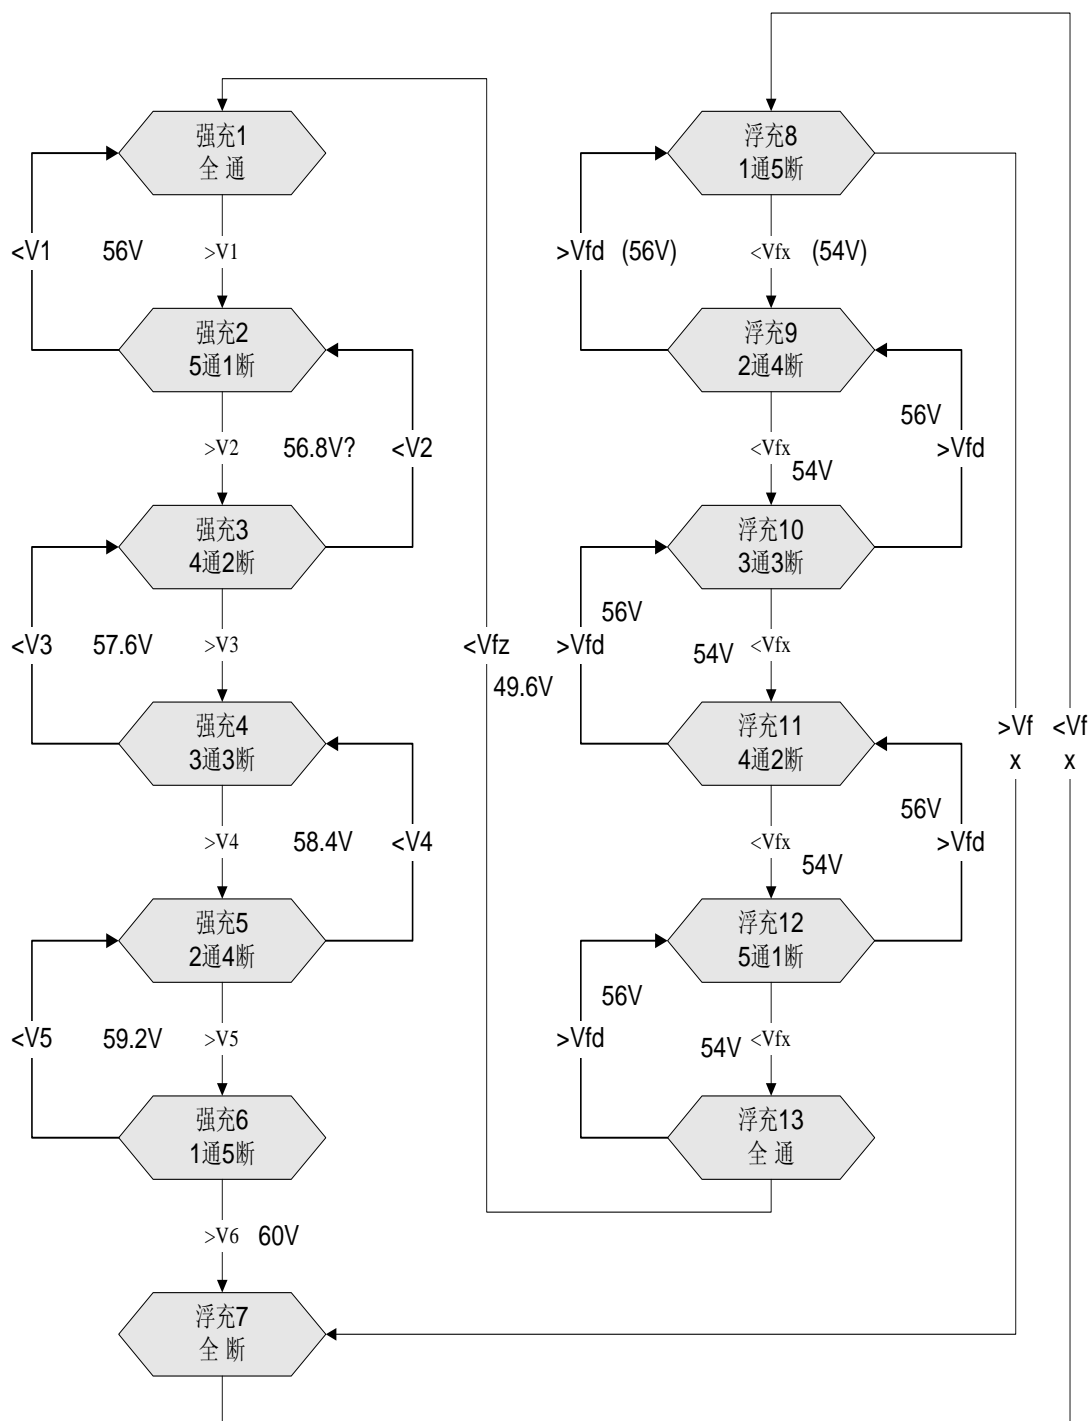 强充1
全 通
<V1
56V
>V1
强充2
5通1断
>V2
56.8V?
<V2
强充3
4通2断
<V3
57.6V
>V3
强充4
3通3断
>V4
58.4V
<V4
强充5
2通4断
<V5
59.2V
>V5
强充6
1通5断
>V6
60V
浮充7
全 断
<Vfz
49.6V
浮充8
1通5断
>Vfd
(56V)
<Vfx
(54V)
浮充9
2通4断
<Vfx
54V
56V
>Vfd
浮充10
3通3断
56V
>Vfd
54V
<Vfx
浮充11
4通2断
<Vfx
54V
56V
>Vfd
浮充12
5通1断
56V
>Vfd
54V
<Vfx
浮充13
全 通
>Vf
x
<Vf
x